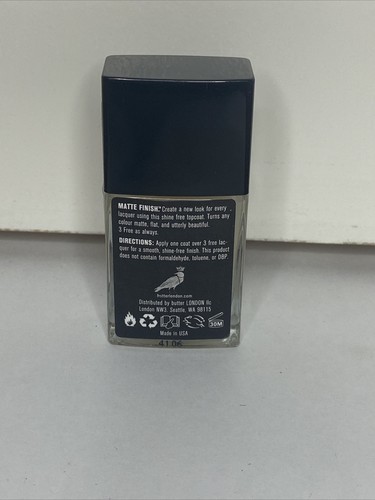 MATTE FINISH.™ Create a new look for every
lacquer using this shine free topcoat. Turns any
colour matte, flat, and utterly beautiful.
3 Free as always.
DIRECTIONS: Apply one coat over 3 free lac-
quer for a smooth, shine-free finish. This product
does not contain formaldehyde, toluene, or DBP.
butterlondon.com
Distributed by butter LONDON llc
London NW3. Seattle, WA 98115
30M
Made in USA